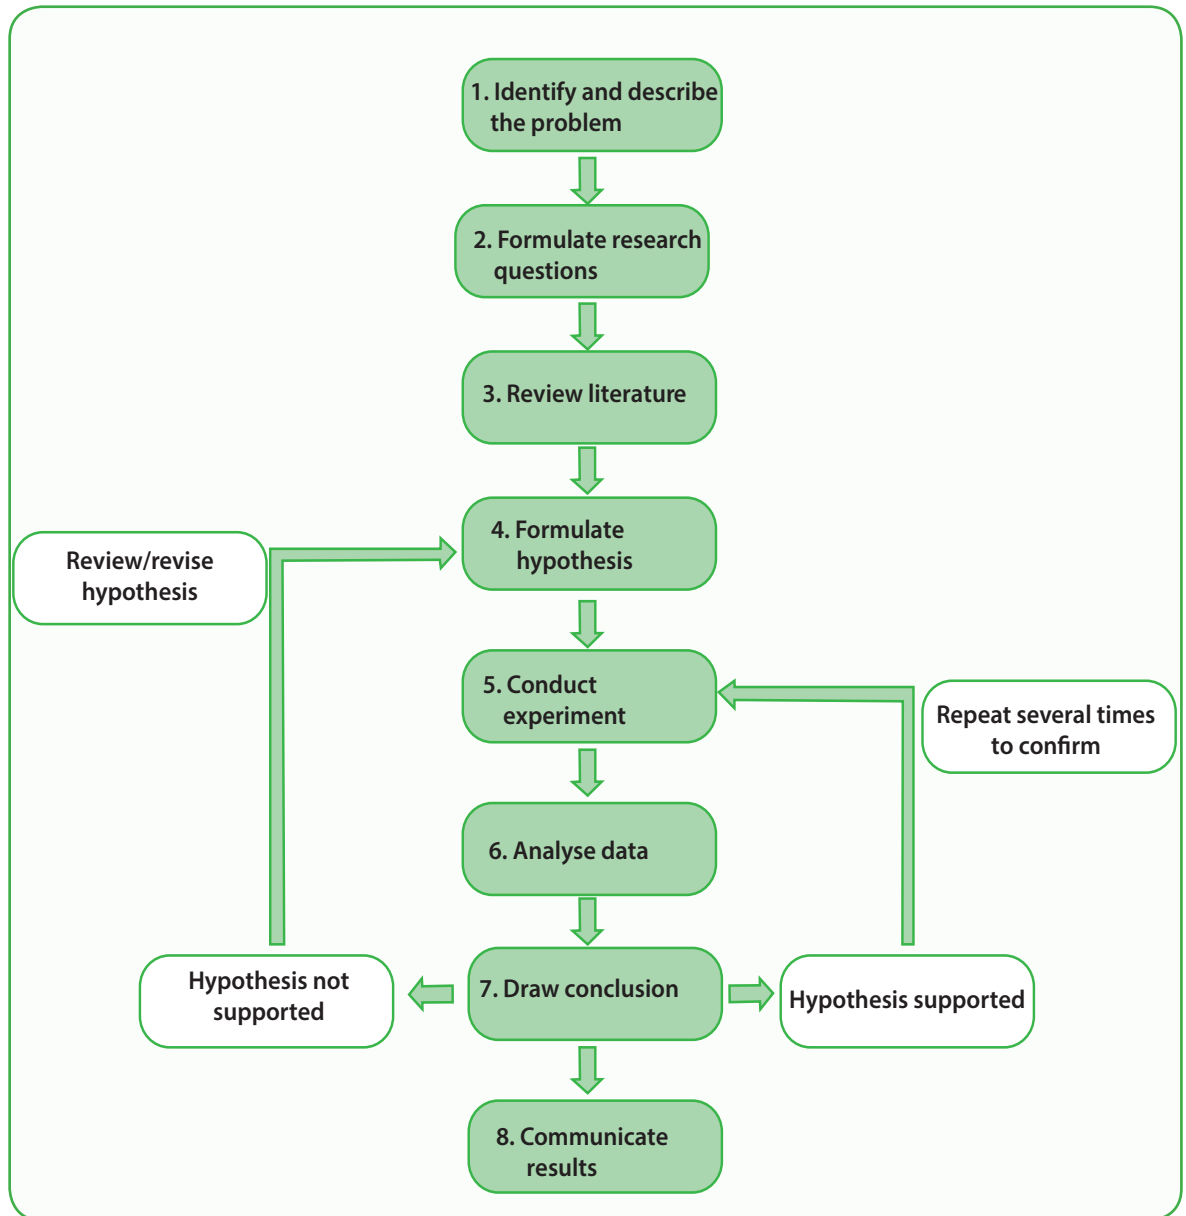 1. Identify and describe
the problem
2. Formulate research
questions
3. Review literature
4. Formulate
hypothesis
Review/revise
hypothesis
5. Conduct
experiment
Repeat several times
to confirm
6. Analyse data
Hypothesis not
supported
7. Draw conclusion
Hypothesis supported
8. Communicate
results